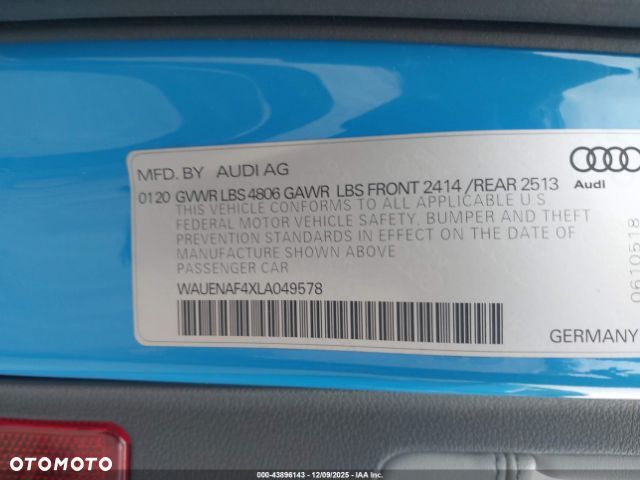 MFD. BY AUDI AG
0120 GVWR LBS 4806 GAWR LBS FRONT 2414 /REAR 2513
THIS VEHICLE CONFORMS TO ALL APPLICABLE U.S.
FEDERAL MOTOR VEHICLE SAFETY, BUMPER AND THEFT
PREVENTION STANDARDS IN EFFECT ON THE DATE OF
MANUFACTURE SHOWN ABOVE
PASSENGER CAR
WAUENAF4XLA049578
Audi
0610518
GERMANY
OTOMOTO
000-43896143 - 12/09/2025 - IAA Inc.
OTOMOTO